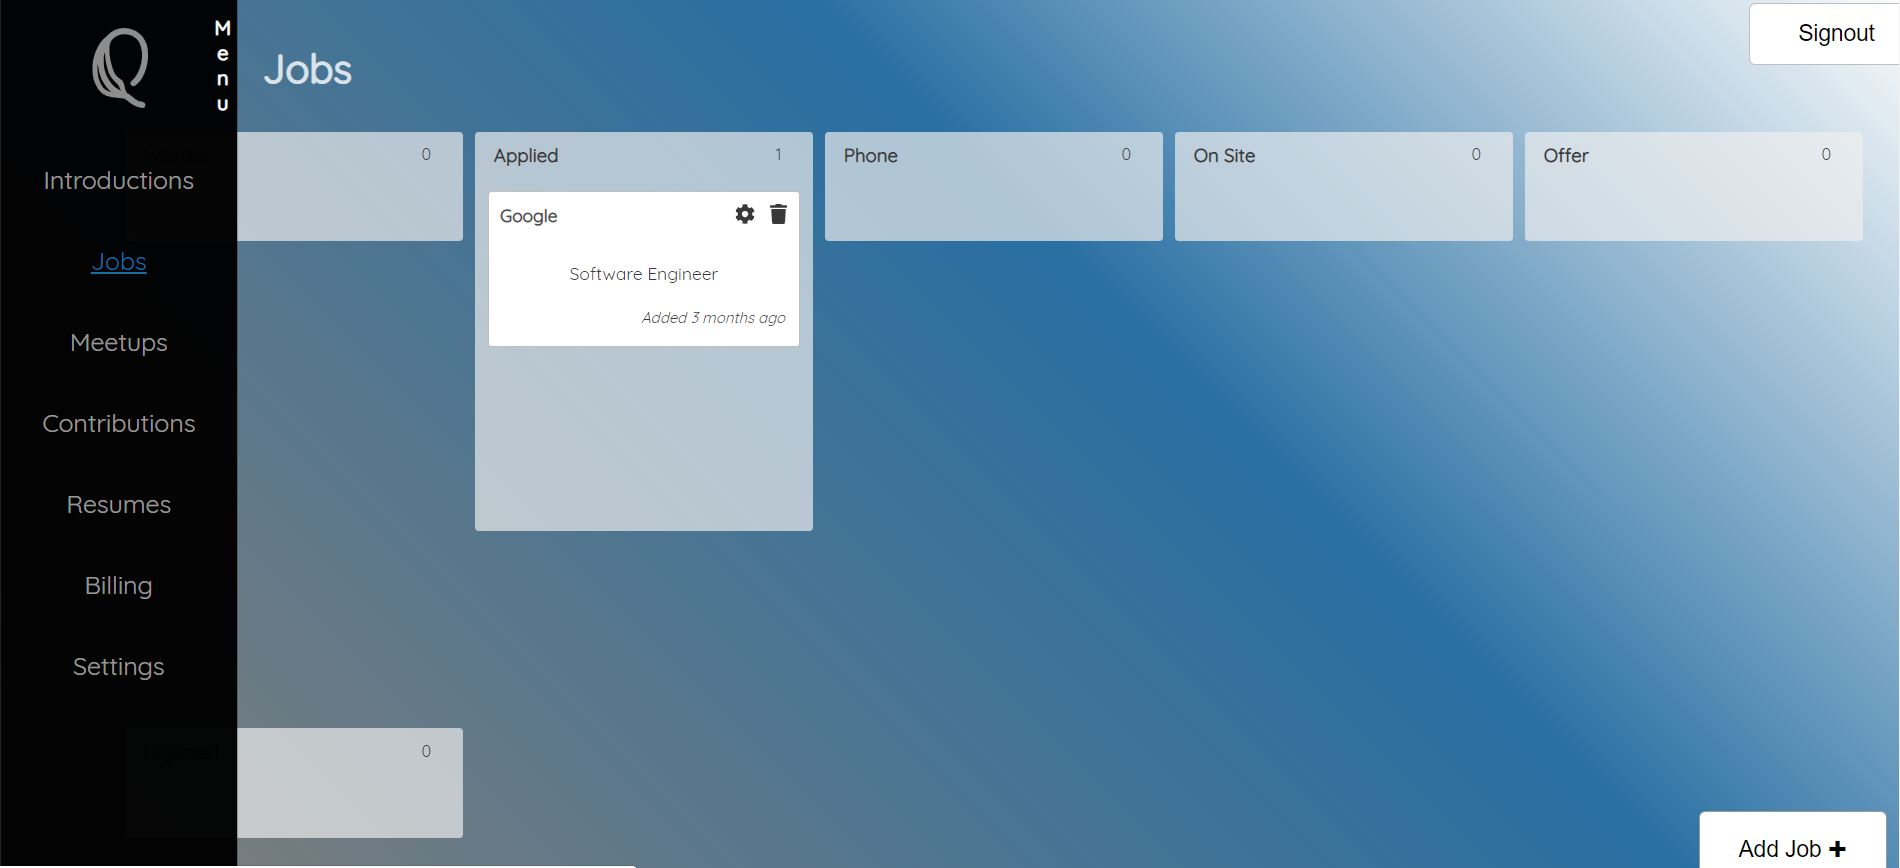 Menu
Jobs
Signout
Introductions
Jobs
Meetups
Contributions
Resumes
Billing
Settings
0
Applied 1
Google
Software Engineer
Added 3 months ago
Phone 0
On Site 0
Offer 0
Rejected 0
Add Job